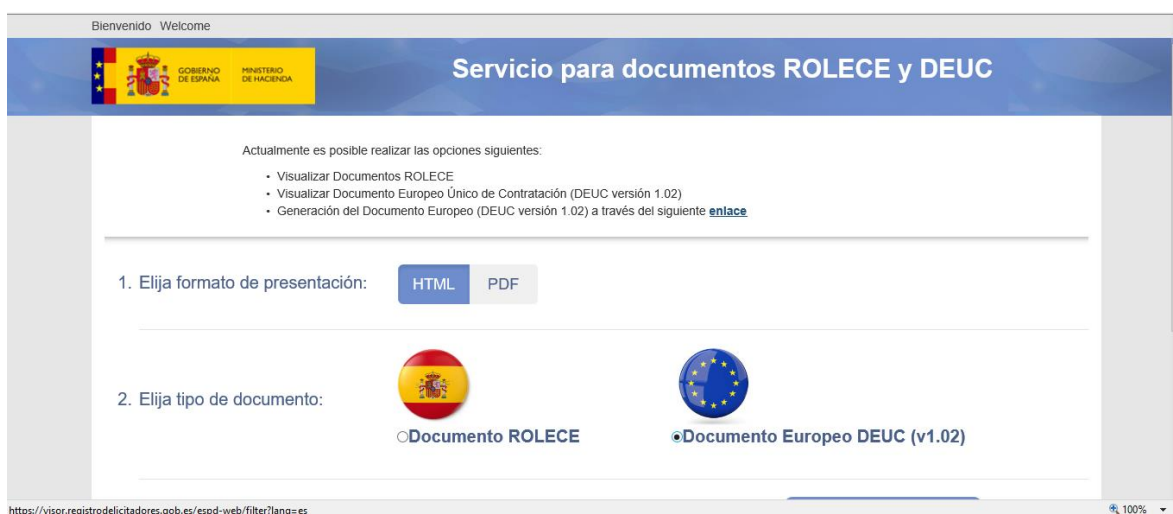 Bienvenido Welcome
GOBIERNO DE ESPAÑA
MINISTERIO DE HACIENDA
Servicio para documentos ROLECE y DEUC
Actualmente es posible realizar las opciones siguientes:
• Visualizar Documentos ROLECE
• Visualizar Documento Europeo Único de Contratación (DEUC versión 1.02)
• Generación del Documento Europeo (DEUC versión 1.02) a través del siguiente enlace
1. Elija formato de presentación:
HTML PDF
2. Elija tipo de documento:
Documento ROLECE
Documento Europeo DEUC (v1.02)
https://visor.registrodelicitadores.gob.es/espd-web/filter?lang=es
100%